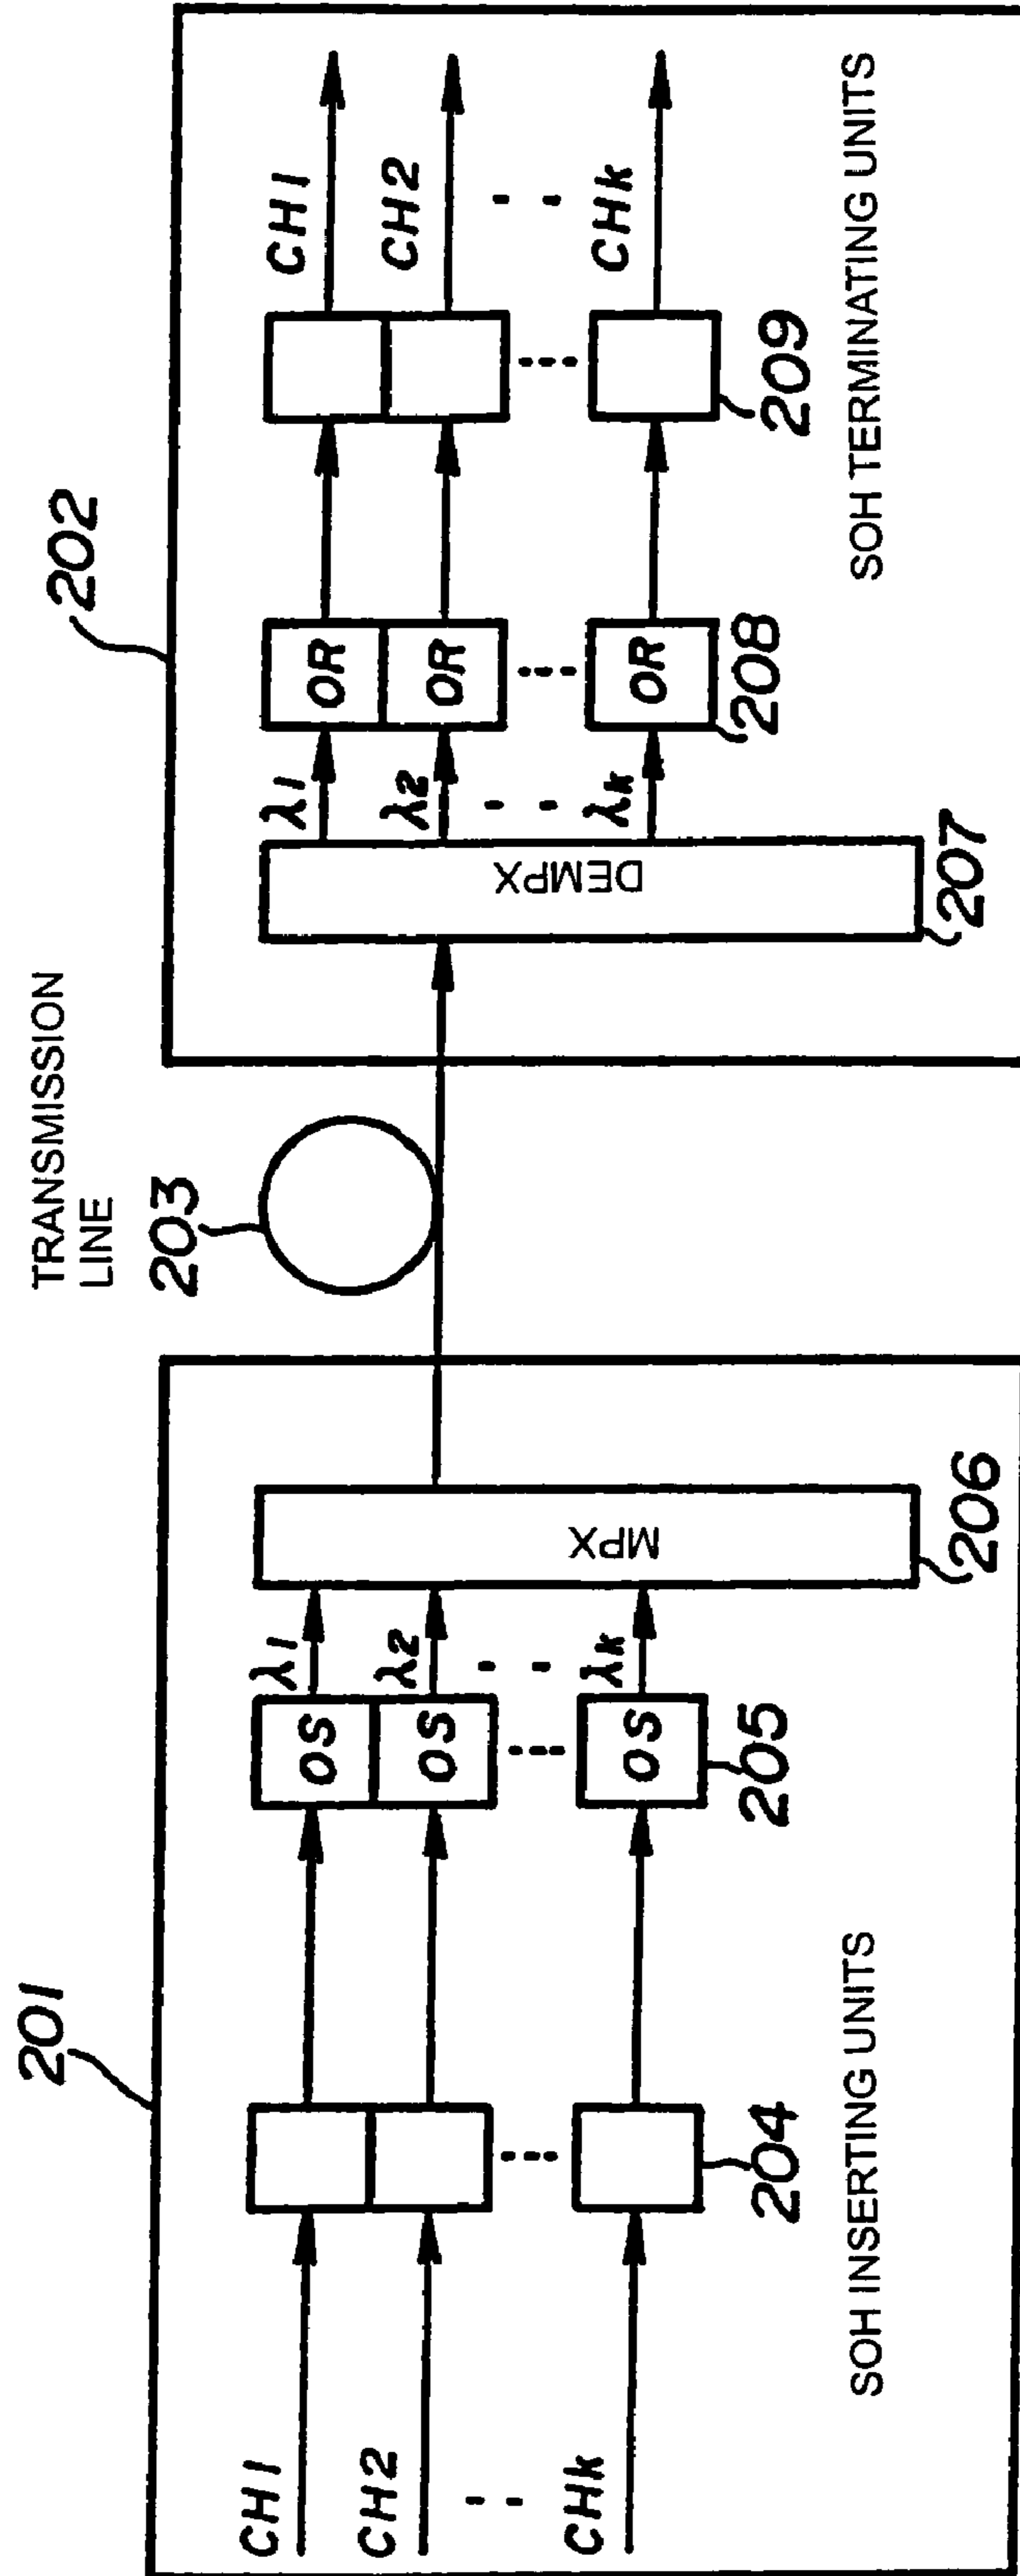 201
CH1
CH2
CHk
204
OS
OS
OS
205
λ1
λ2
λk
MPX
206
SOH INSERTING UNITS
TRANSMISSION
LINE
203
202
DEMPX
207
λ1
λ2
λk
OR
OR
OR
208
209
CH1
CH2
CHk
SOH TERMINATING UNITS